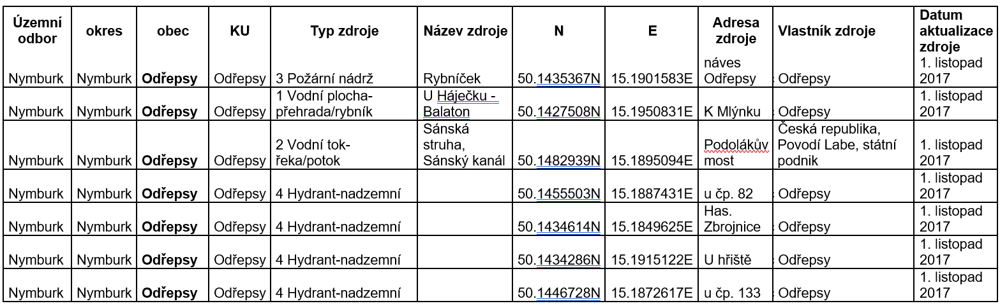 Územní odbor | okres | obec | KU | Typ zdroje | Název zdroje | N | E | Adresa zdroje | Vlastník zdroje | Datum aktualizace zdroje
Nymburk | Nymburk | Odřepsy | Odřepsy | 3 Požární nádrž | Rybníček | 50.1435367N | 15.1901583E | náves Odřepsy | Odřepsy | 1. listopad 2017
Nymburk | Nymburk | Odřepsy | Odřepsy | 1 Vodní plocha-přehrada/rybník | U Háječku - Balaton | 50.1427508N | 15.1950831E | K Mlýnku | Odřepsy | 1. listopad 2017
Nymburk | Nymburk | Odřepsy | Odřepsy | 2 Vodní tok-řeka/potok | Sánská struha, Sánský kanál | 50.1482939N | 15.1895094E | Podolákův most | Česká republika, Povodí Labe, státní podnik | 1. listopad 2017
Nymburk | Nymburk | Odřepsy | Odřepsy | 4 Hydrant-nadzemní | | 50.1455503N | 15.1887431E | u čp. 82 | Odřepsy | 1. listopad 2017
Nymburk | Nymburk | Odřepsy | Odřepsy | 4 Hydrant-nadzemní | | 50.1434614N | 15.1849625E | Has. Zbrojnice | Odřepsy | 1. listopad 2017
Nymburk | Nymburk | Odřepsy | Odřepsy | 4 Hydrant-nadzemní | | 50.1434286N | 15.1915122E | U hřiště | Odřepsy | 1. listopad 2017
Nymburk | Nymburk | Odřepsy | Odřepsy | 4 Hydrant-nadzemní | | 50.1446728N | 15.1872617E | u čp. 133 | Odřepsy | 1. listopad 2017